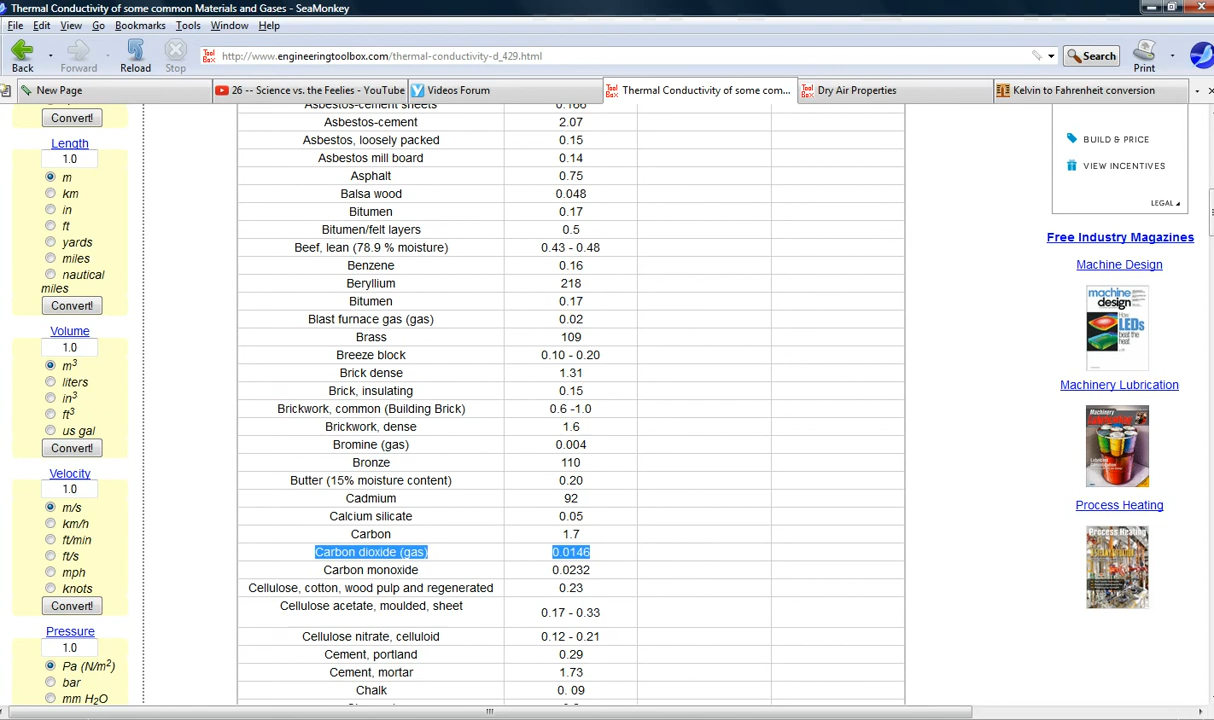 Thermal Conductivity of some common Materials and Gases - SeaMonkey
File Edit View Go Bookmarks Tools Window Help
Back Forward Reload Stop
http://www.engineeringtoolbox.com/thermal-conductivity-d_429.html
Search
Print
New Page
26 -- Science vs. the Feelies - YouTube
Videos Forum
Thermal Conductivity of some com...
Dry Air Properties
Kelvin to Fahrenheit conversion
Convert!
Length
1.0
m
km
in
ft
yards
miles
nautical
miles
Convert!
Volume
1.0
m³
liters
in³
ft³
us gal
Convert!
Velocity
1.0
m/s
km/h
ft/min
ft/s
mph
knots
Convert!
Pressure
1.0
Pa (N/m²)
bar
mm H₂O
Asbestos-cement sheets 0.166
Asbestos-cement 2.07
Asbestos, loosely packed 0.15
Asbestos mill board 0.14
Asphalt 0.75
Balsa wood 0.048
Bitumen 0.17
Bitumen/felt layers 0.5
Beef, lean (78.9 % moisture) 0.43 - 0.48
Benzene 0.16
Beryllium 218
Bitumen 0.17
Blast furnace gas (gas) 0.02
Brass 109
Breeze block 0.10 - 0.20
Brick dense 1.31
Brick, insulating 0.15
Brickwork, common (Building Brick) 0.6 -1.0
Brickwork, dense 1.6
Bromine (gas) 0.004
Bronze 110
Butter (15% moisture content) 0.20
Cadmium 92
Calcium silicate 0.05
Carbon 1.7
Carbon dioxide (gas) 0.0146
Carbon monoxide 0.0232
Cellulose, cotton, wood pulp and regenerated 0.23
Cellulose acetate, moulded, sheet 0.17 - 0.33
Cellulose nitrate, celluloid 0.12 - 0.21
Cement, portland 0.29
Cement, mortar 1.73
Chalk 0. 09
BUILD & PRICE
VIEW INCENTIVES
LEGAL
Free Industry Magazines
Machine Design
machine
design
How
LEDs
beat the
heat
Machinery Lubrication
Process Heating